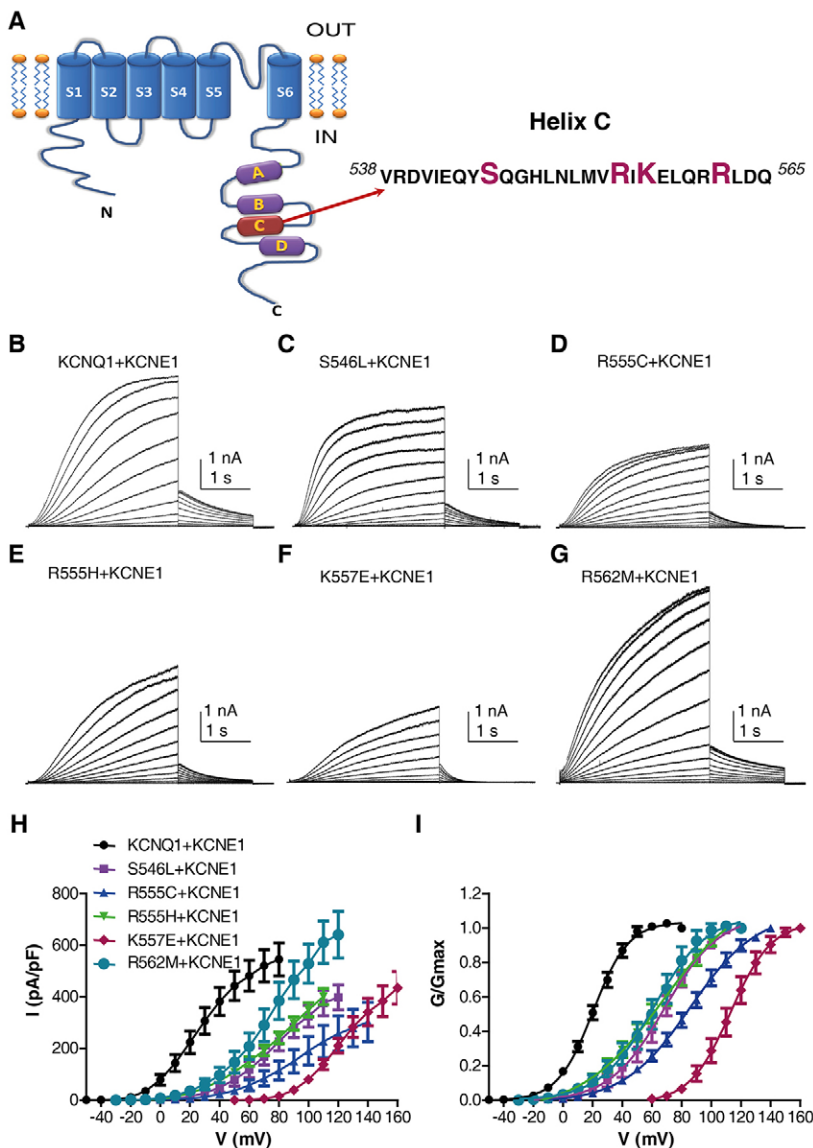 A
OUT
S1 S2 S3 S4 S5 S6
IN
N
A
B
C
D
C
Helix C
538 VRDVIEQYSQGHLNLMVRIKELQRRLDQ 565
B
KCNQ1+KCNE1
1 nA
1 s
C
S546L+KCNE1
1 nA
1 s
D
R555C+KCNE1
1 nA
1 s
E
R555H+KCNE1
1 nA
1 s
F
K557E+KCNE1
1 nA
1 s
G
R562M+KCNE1
1 nA
1 s
H
KCNQ1+KCNE1
S546L+KCNE1
R555C+KCNE1
R555H+KCNE1
K557E+KCNE1
R562M+KCNE1
I (pA/pF)
800
600
400
200
0
-40 -20 0 20 40 60 80 100 120 140 160
V (mV)
I
G/Gmax
1.2
1.0
0.8
0.6
0.4
0.2
0.0
-40 -20 0 20 40 60 80 100 120 140 160
V (mV)